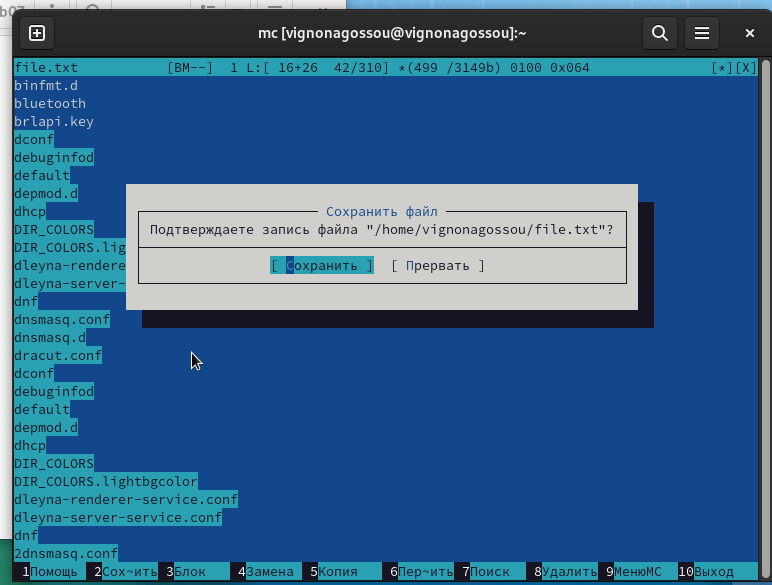 mc [vignonagossou@vignonagossou]:~
file.txt [BM--] 1 L:[ 16+26 42/310] *(499 /3149b) 0100 0x064 [*][X]
binfmt.d
bluetooth
brlapi.key
dconf
debuginfod
default
depmod.d
dhcp
DIR_COLORS
DIR_COLORS.lig
dleyna-rendere
dleyna-server-
dnf
dnsmasq.conf
dnsmasq.d
dracut.conf
dconf
debuginfod
default
depmod.d
dhcp
DIR_COLORS
DIR_COLORS.lightbgcolor
dleyna-renderer-service.conf
dleyna-server-service.conf
dnf
2dnsmasq.conf
Сохранить файл
Подтверждаете запись файла "/home/vignonagossou/file.txt"?
[ Сохранить ] [ Прервать ]
1Помощь 2Сох~ить 3Блок 4Замена 5Копия 6Пер~ить 7Поиск 8Удалить 9МенюMC 10Выход